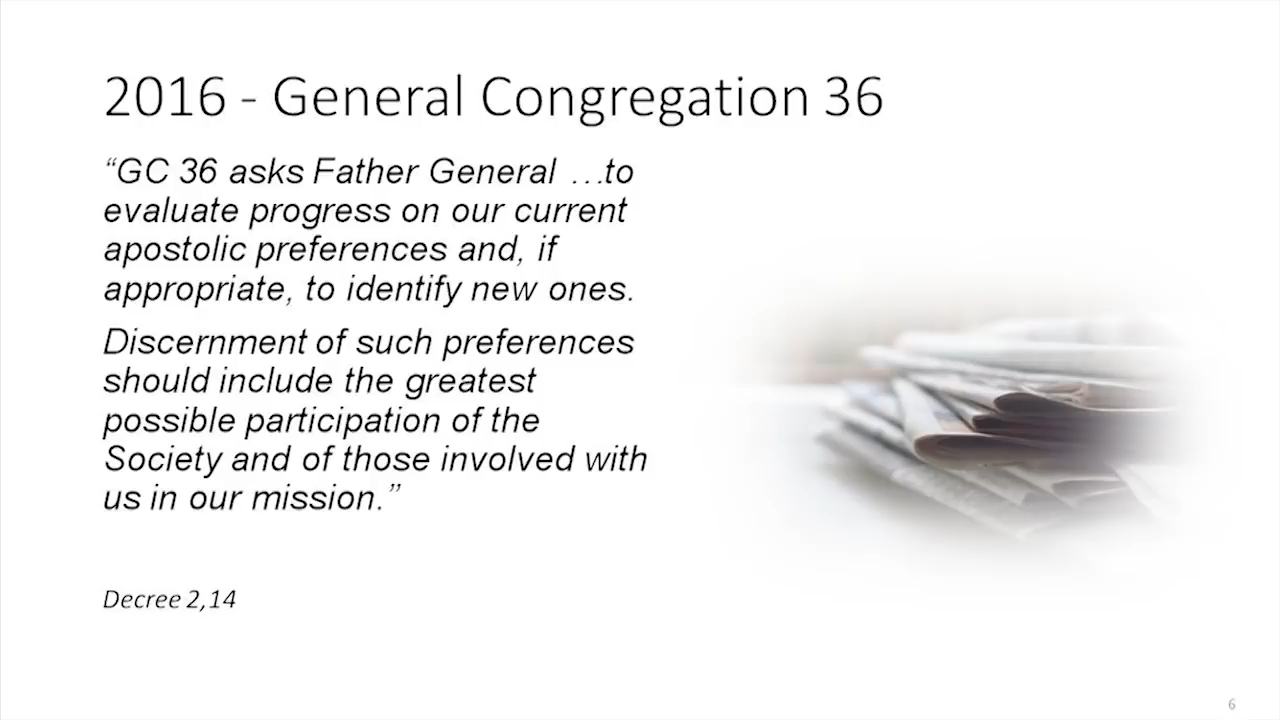 2016 - General Congregation 36
“GC 36 asks Father General …to
evaluate progress on our current
apostolic preferences and, if
appropriate, to identify new ones.
Discernment of such preferences
should include the greatest
possible participation of the
Society and of those involved with
us in our mission.”
Decree 2,14
6